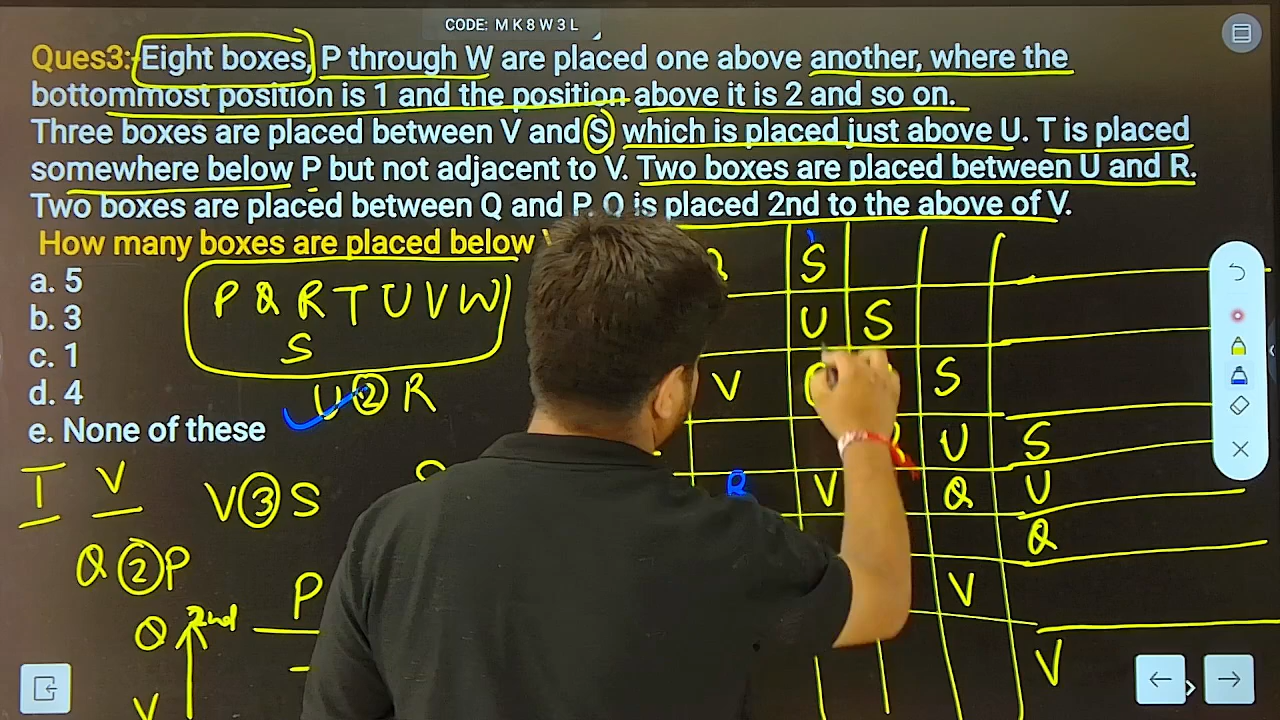 CODE: M K 8 W 3 L
Ques3:- Eight boxes, P through W are placed one above another, where the
bottommost position is 1 and the position above it is 2 and so on.
Three boxes are placed between V and S which is placed just above U. T is placed
somewhere below P but not adjacent to V. Two boxes are placed between U and R.
Two boxes are placed between Q and P. Q is placed 2nd to the above of V.
How many boxes are placed below
a. 5
b. 3
c. 1
d. 4
e. None of these
P Q R T U V W
S
U 2 R
T V
V 3 S
Q 2 P
P
Q 2nd
V
S
U S
V S
U S
R V Q U
Q
V
V